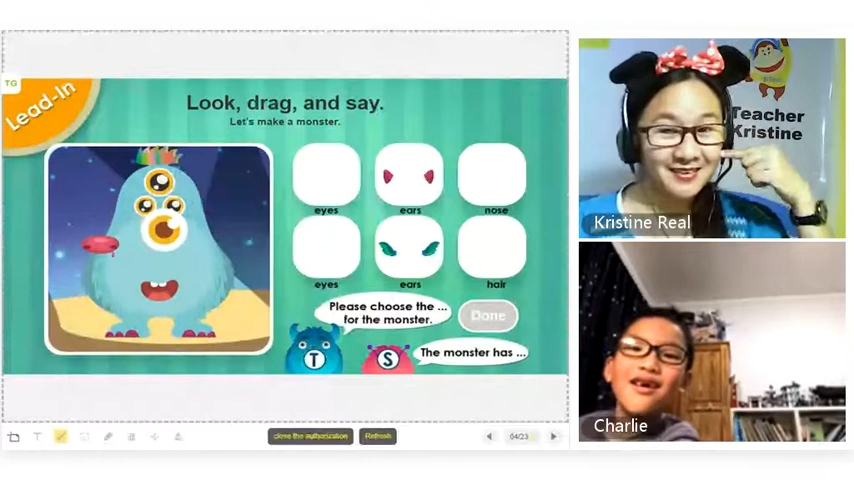 TG
Lead-In
Look, drag, and say.
Let's make a monster.
eyes
ears
nose
eyes
ears
hair
Please choose the ...
for the monster.
Done
T
S
The monster has ...
close the authorization
Refresh
04/23
Teacher
Kristine
Kristine Real
Charlie